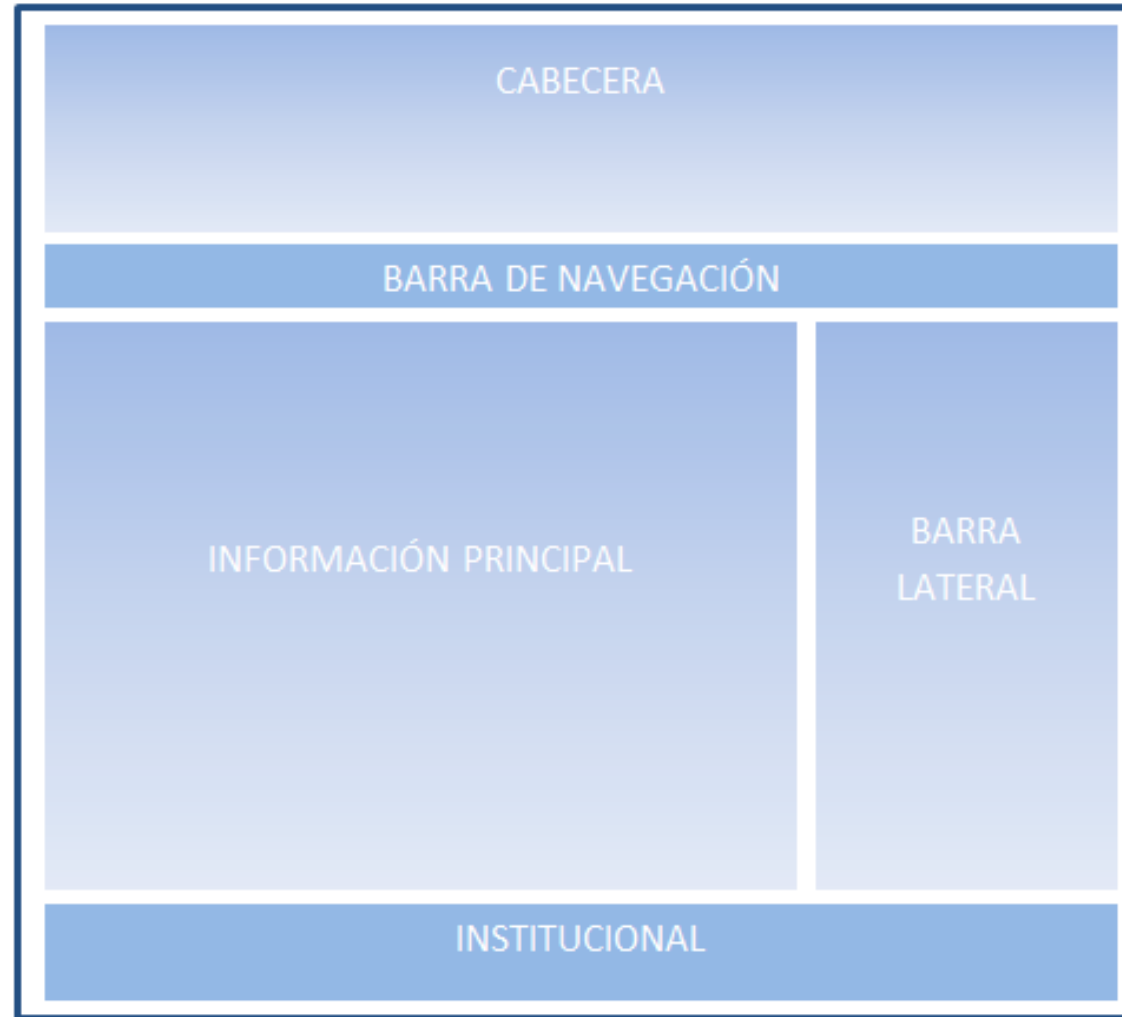 CABECERA
BARRA DE NAVEGACIÓN
INFORMACIÓN PRINCIPAL
BARRA
LATERAL
INSTITUCIONAL